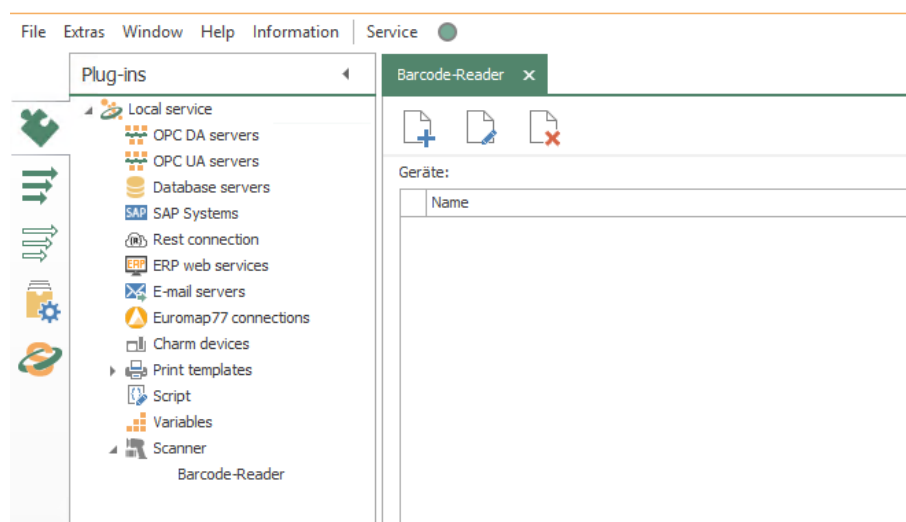 File Extras Window Help Information Service
Plug-ins
Barcode-Reader
Local service
OPC DA servers
OPC UA servers
Database servers
SAP SAP Systems
{R} Rest connection
ERP ERP web services
E-mail servers
Euromap77 connections
Charm devices
Print templates
Script
Variables
Scanner
Barcode-Reader
Geräte:
Name